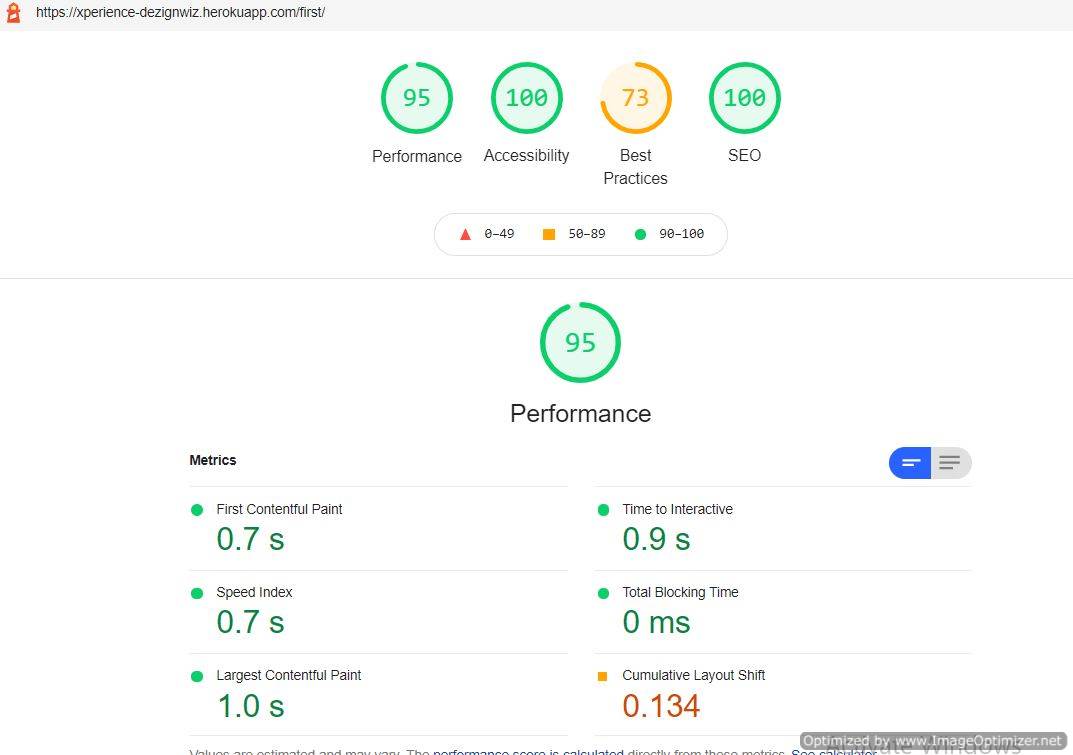 https://xperience-dezignwiz.herokuapp.com/first/
95 100 73 100
Performance Accessibility Best Practices SEO
0–49 50–89 90–100
95
Performance
Metrics
First Contentful Paint Time to Interactive
0.7 s 0.9 s
Speed Index Total Blocking Time
0.7 s 0 ms
Largest Contentful Paint Cumulative Layout Shift
1.0 s 0.134
Values are estimated and may vary. The performance score is calculated directly from these metrics. See calculator
Optimized by www.ImageOptimizer.net
Windows